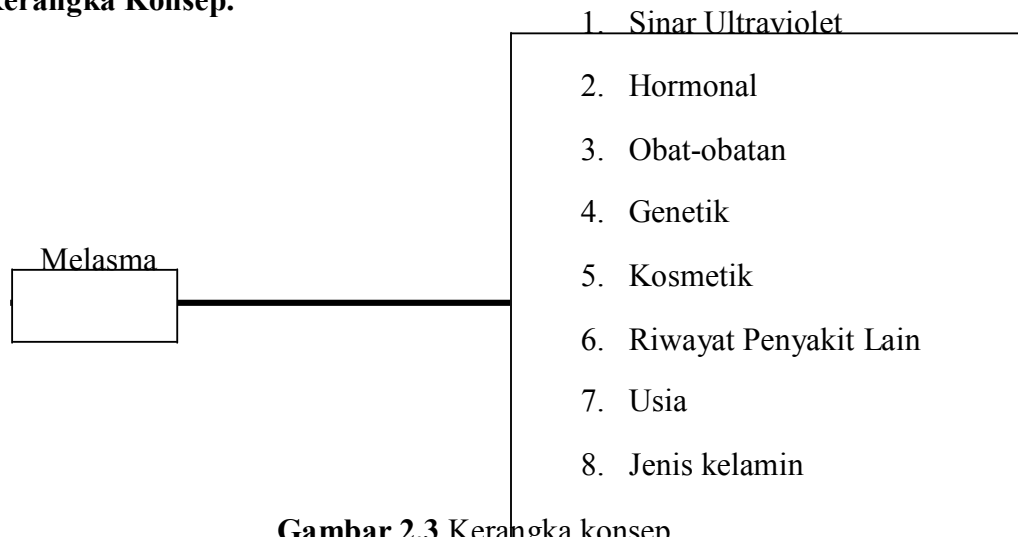 Kerangka Konsep.
1. Sinar Ultraviolet
2. Hormonal
3. Obat-obatan
4. Genetik
Melasma
5. Kosmetik
6. Riwayat Penyakit Lain
7. Usia
8. Jenis kelamin
Gambar 2.3 Kerangka konsep